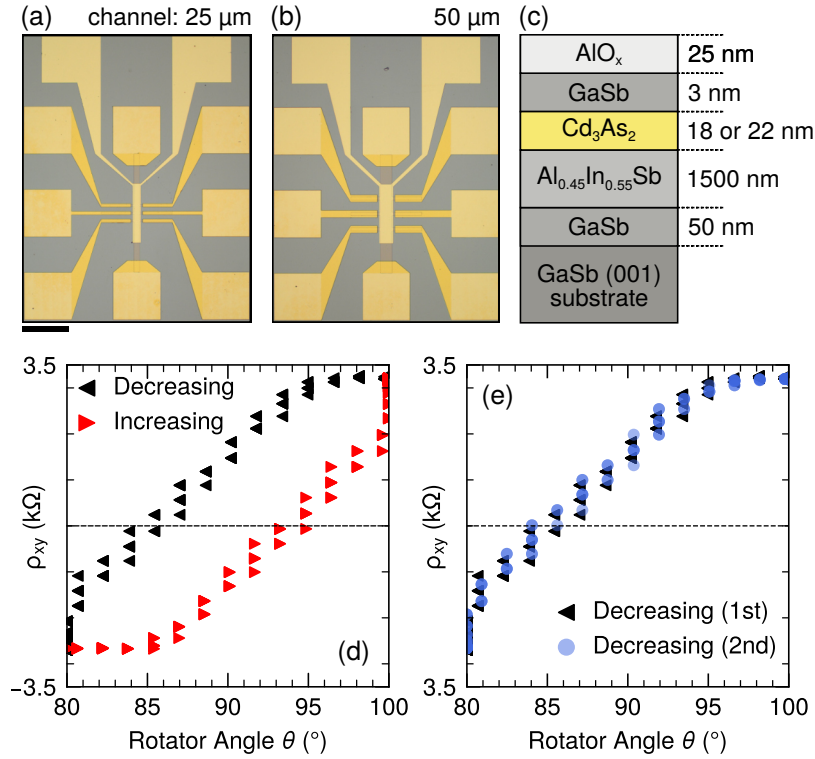 (a) channel: 25 µm
(b) 50 µm
(c)
AlOₓ 25 nm
GaSb 3 nm
Cd₃As₂ 18 or 22 nm
Al₀.₄₅In₀.₅₅Sb 1500 nm
GaSb 50 nm
GaSb (001)
substrate
3.5
Decreasing
Increasing
ρxy (kΩ)
(d)
−3.5
80 85 90 95 100
Rotator Angle θ (°)
3.5
(e)
ρxy (kΩ)
Decreasing (1st)
Decreasing (2nd)
3.5
80 85 90 95 100
Rotator Angle θ (°)